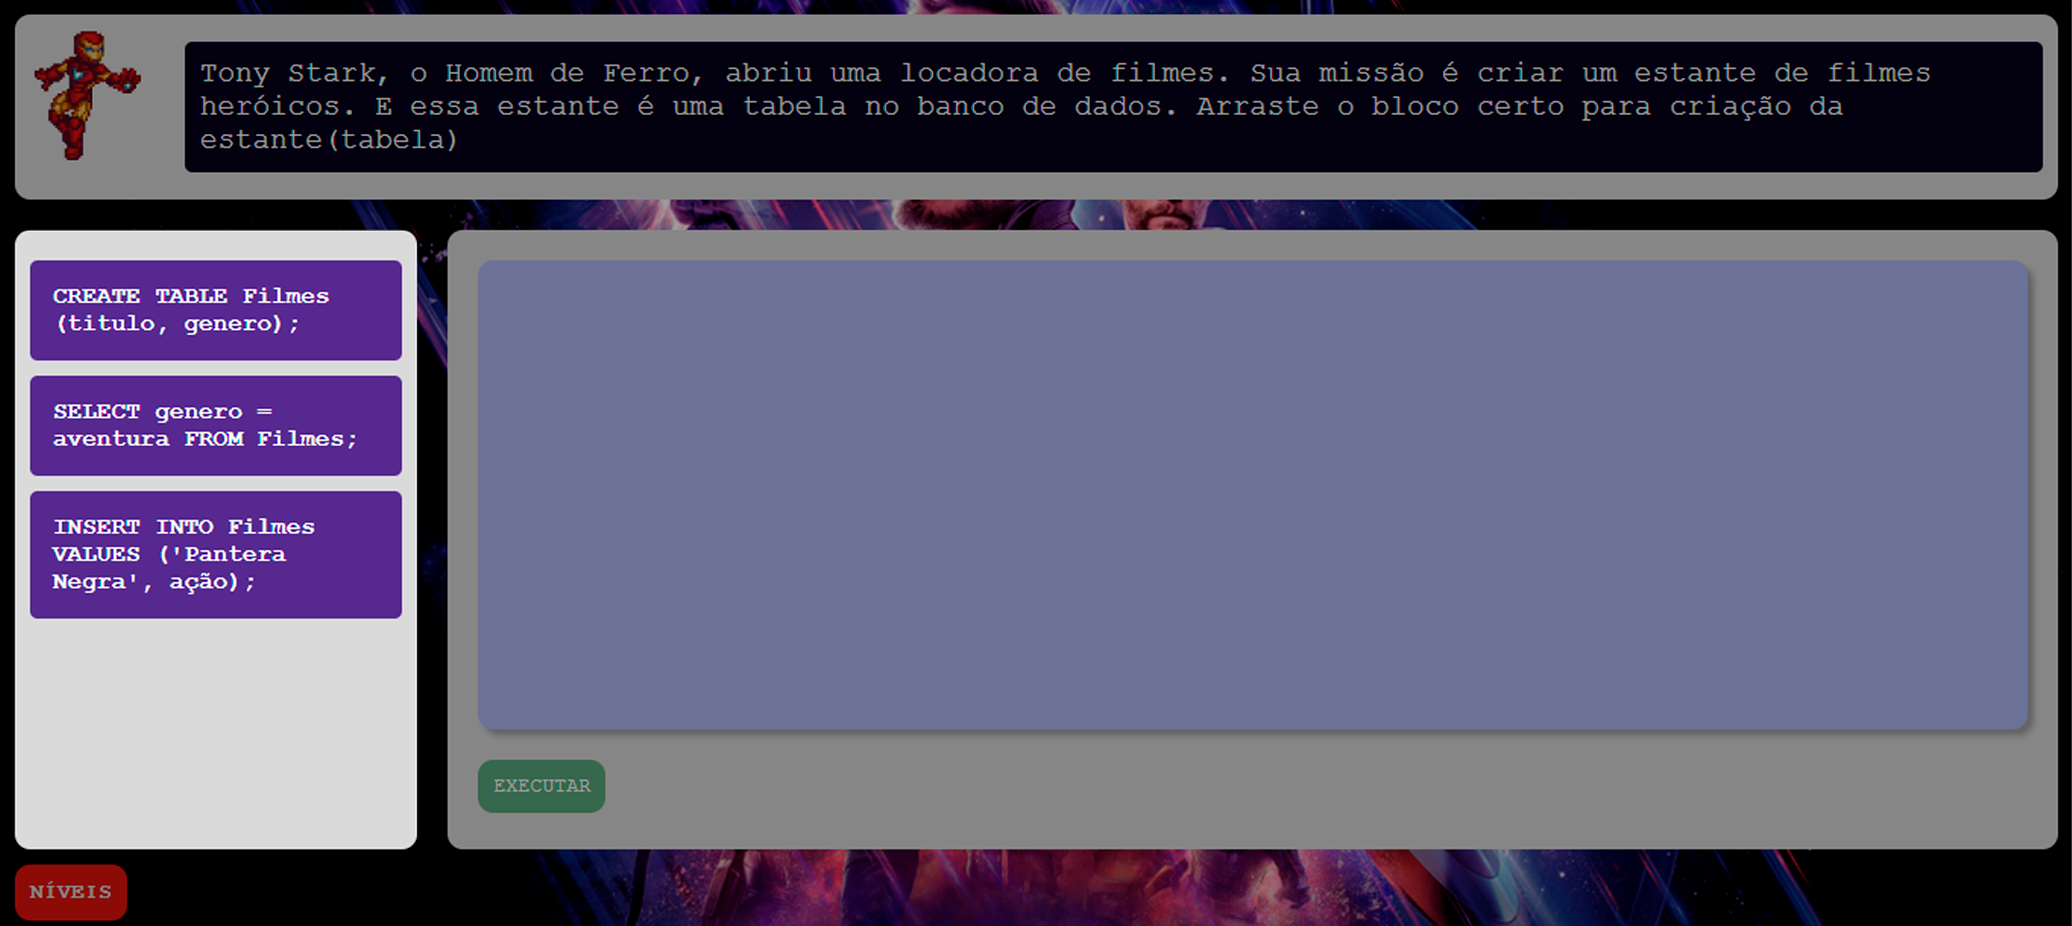 Tony Stark, o Homem de Ferro, abriu uma locadora de filmes. Sua missão é criar um estante de filmes
heróicos. E essa estante é uma tabela no banco de dados. Arraste o bloco certo para criação da
estante(tabela)
CREATE TABLE Filmes
(titulo, genero);
SELECT genero =
aventura FROM Filmes;
INSERT INTO Filmes
VALUES ('Pantera
Negra', ação);
EXECUTAR
NÍVEIS